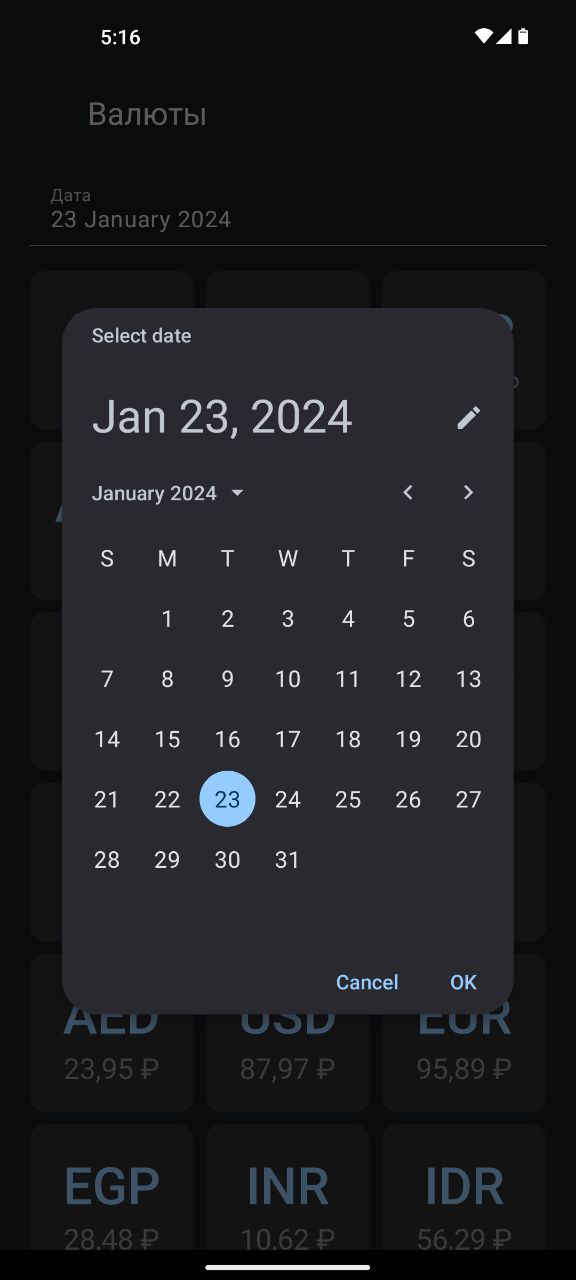 5:16
Валюты
Дата
23 January 2024
Select date
Jan 23, 2024
January 2024
S M T W T F S
1 2 3 4 5 6
7 8 9 10 11 12 13
14 15 16 17 18 19 20
21 22 23 24 25 26 27
28 29 30 31
Cancel OK
AED USD EUR
23,95 ₽ 87,97 ₽ 95,89 ₽
EGP INR IDR
28,48 ₽ 10,62 ₽ 56,29 ₽